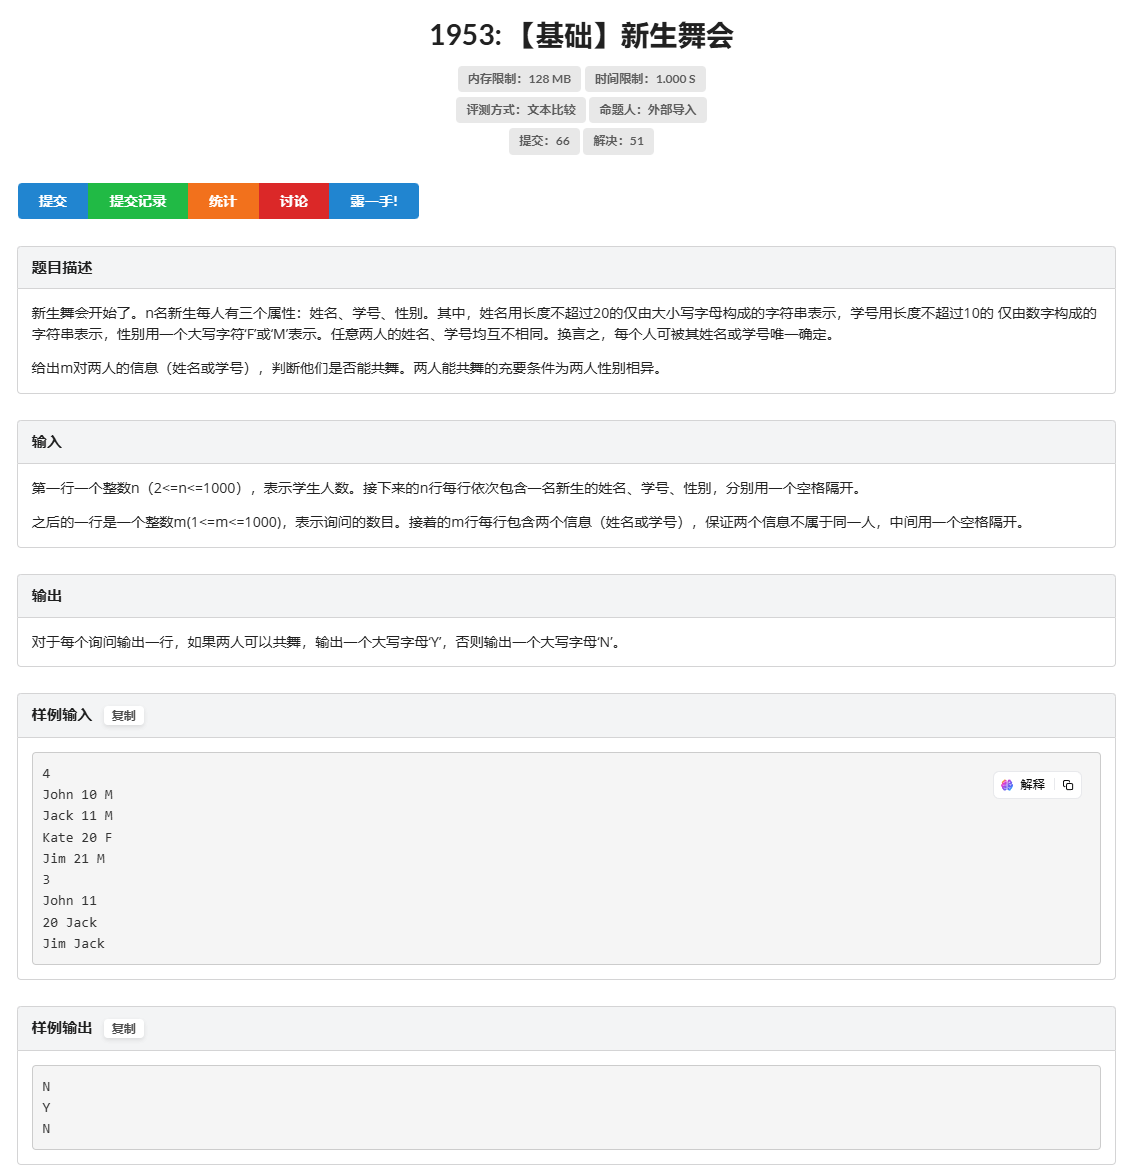 1953: 【基础】新生舞会
内存限制：128 MB 时间限制：1.000 S
评测方式：文本比较 命题人：外部导入
提交：66 解决：51
提交 提交记录 统计 讨论 露一手!
题目描述
新生舞会开始了。n名新生每人有三个属性：姓名、学号、性别。其中，姓名用长度不超过20的仅由大小写字母构成的字符串表示，学号用长度不超过10的 仅由数字构成的
字符串表示，性别用一个大写字符‘F’或‘M’表示。任意两人的姓名、学号均互不相同。换言之，每个人可被其姓名或学号唯一确定。
给出m对两人的信息（姓名或学号），判断他们是否能共舞。两人能共舞的充要条件为两人性别相异。
输入
第一行一个整数n（2<=n<=1000），表示学生人数。接下来的n行每行依次包含一名新生的姓名、学号、性别，分别用一个空格隔开。
之后的一行是一个整数m(1<=m<=1000)，表示询问的数目。接着的m行每行包含两个信息（姓名或学号），保证两个信息不属于同一人，中间用一个空格隔开。
输出
对于每个询问输出一行，如果两人可以共舞，输出一个大写字母‘Y’，否则输出一个大写字母‘N’。
样例输入 复制
4
解释
John 10 M
Jack 11 M
Kate 20 F
Jim 21 M
3
John 11
20 Jack
Jim Jack
样例输出 复制
N
Y
N